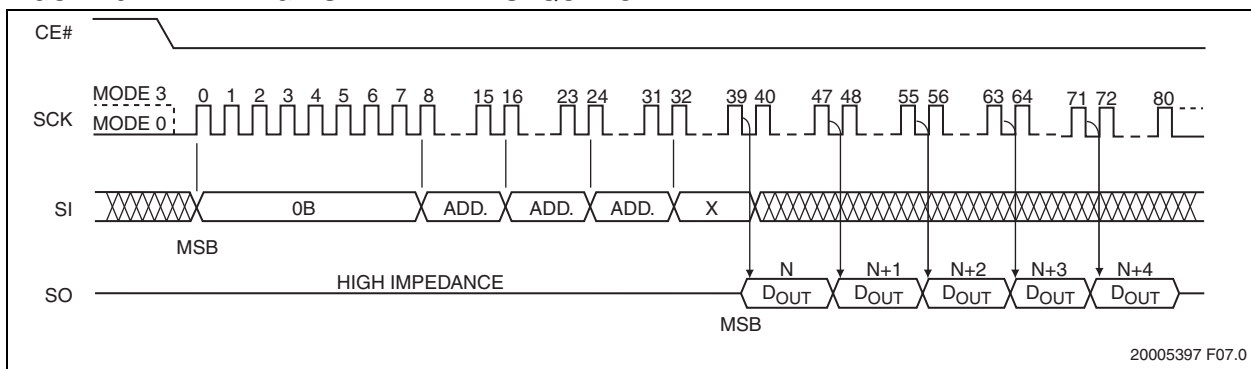 CE#
MODE 3 0 1 2 3 4 5 6 7 8 15 16 23 24 31 32 39 40 47 48 55 56 63 64 71 72 80
SCK MODE 0
SI 0B ADD. ADD. ADD. X
MSB
N N+1 N+2 N+3 N+4
SO HIGH IMPEDANCE DOUT DOUT DOUT DOUT DOUT
MSB
20005397 F07.0